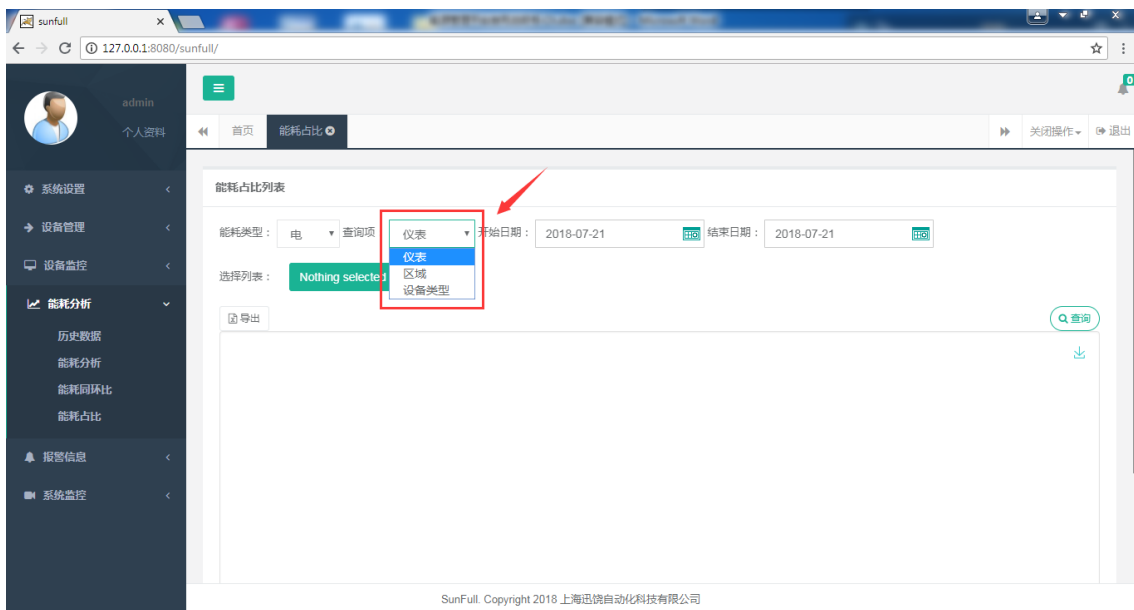 sunfull
127.0.0.1:8080/sunfull/
admin
个人资料
0
首页 能耗占比 关闭操作 退出
系统设置
设备管理
设备监控
能耗分析
历史数据
能耗分析
能耗同环比
能耗占比
报警信息
系统监控
能耗占比列表
能耗类型： 电 查询项 仪表 开始日期： 2018-07-21 结束日期： 2018-07-21
仪表
区域
设备类型
选择列表： Nothing selected
导出 查询
SunFull. Copyright 2018 上海迅饶自动化科技有限公司